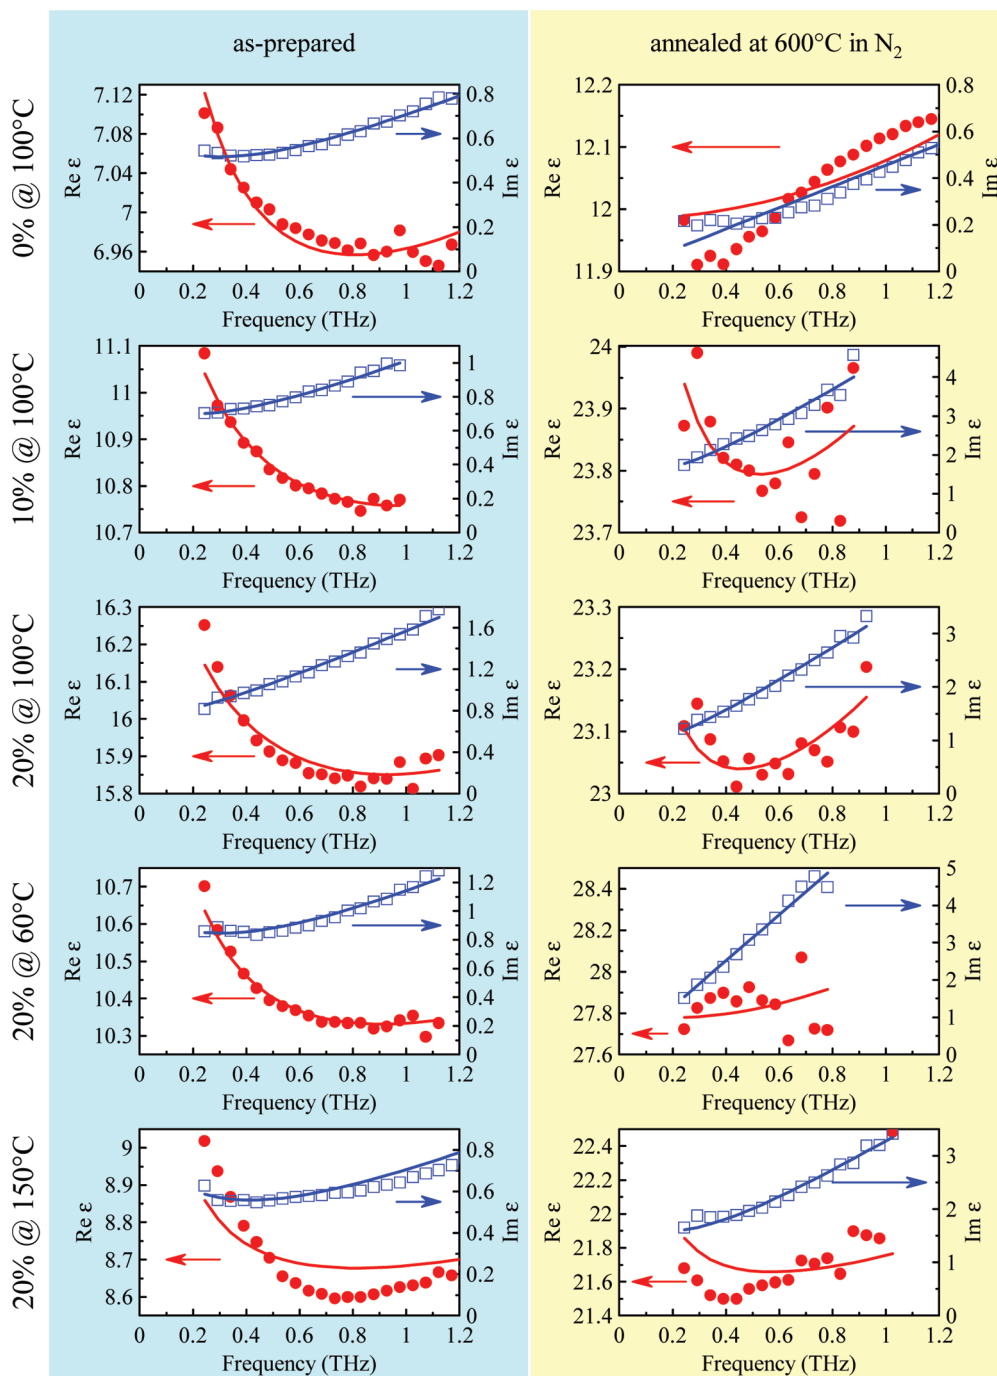 as-prepared
annealed at 600°C in N₂
0% @ 100°C
Re ε
7.12
7.08
7.04
7
6.96
0.8
0.6
0.4
0.2
0
Im ε
0 0.2 0.4 0.6 0.8 1 1.2
Frequency (THz)
Re ε
12.2
12.1
12
11.9
0.8
0.6
0.4
0.2
0
Im ε
0 0.2 0.4 0.6 0.8 1 1.2
Frequency (THz)
10% @ 100°C
Re ε
11.1
11
10.9
10.8
10.7
1
0.8
0.6
0.4
0.2
0
Im ε
0 0.2 0.4 0.6 0.8 1 1.2
Frequency (THz)
Re ε
24
23.9
23.8
23.7
4
3
2
1
0
Im ε
0 0.2 0.4 0.6 0.8 1 1.2
Frequency (THz)
20% @ 100°C
Re ε
16.3
16.2
16.1
16
15.9
15.8
1.6
1.2
0.8
0.4
0
Im ε
0 0.2 0.4 0.6 0.8 1 1.2
Frequency (THz)
Re ε
23.3
23.2
23.1
23
3
2
1
0
Im ε
0 0.2 0.4 0.6 0.8 1 1.2
Frequency (THz)
20% @ 60°C
Re ε
10.7
10.6
10.5
10.4
10.3
1.2
1
0.8
0.6
0.4
0.2
0
Im ε
0 0.2 0.4 0.6 0.8 1 1.2
Frequency (THz)
Re ε
28.4
28.2
28
27.8
27.6
5
4
3
2
1
0
Im ε
0 0.2 0.4 0.6 0.8 1 1.2
Frequency (THz)
20% @ 150°C
Re ε
9
8.9
8.8
8.7
8.6
0.8
0.6
0.4
0.2
0
Im ε
0 0.2 0.4 0.6 0.8 1 1.2
Frequency (THz)
Re ε
22.4
22.2
22
21.8
21.6
21.4
3
2
1
0
Im ε
0 0.2 0.4 0.6 0.8 1 1.2
Frequency (THz)